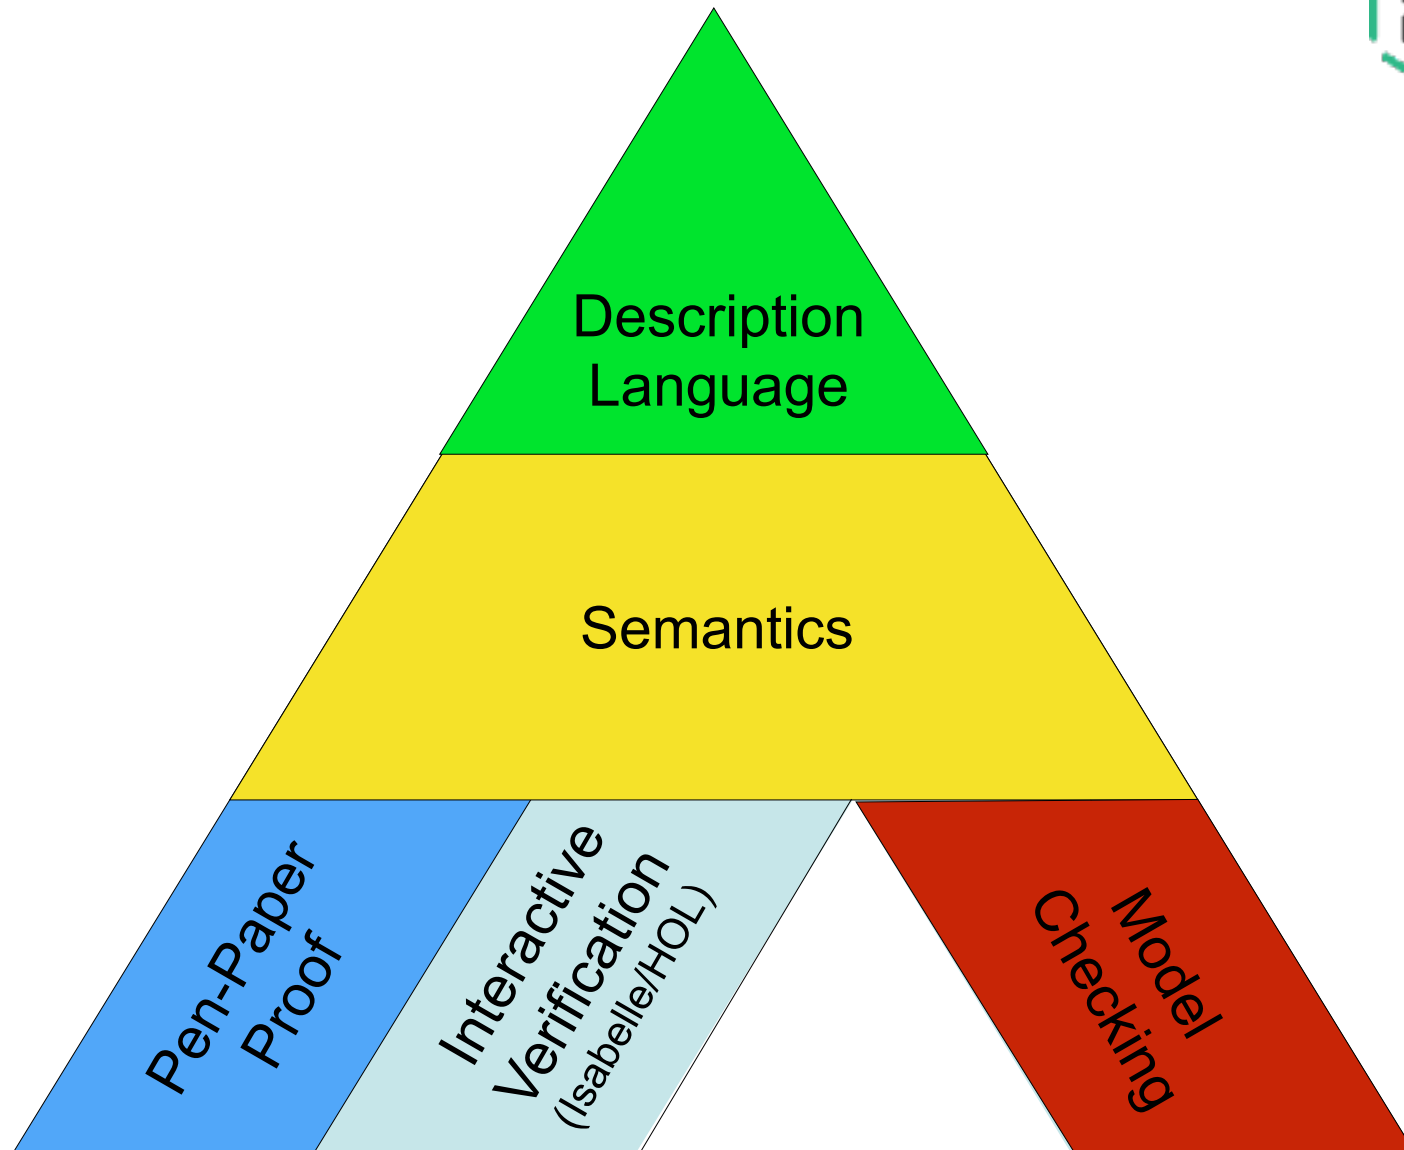 Description
Language
Semantics
Pen-Paper
Proof
Interactive
Verification
(Isabelle/HOL)
Model
Checking